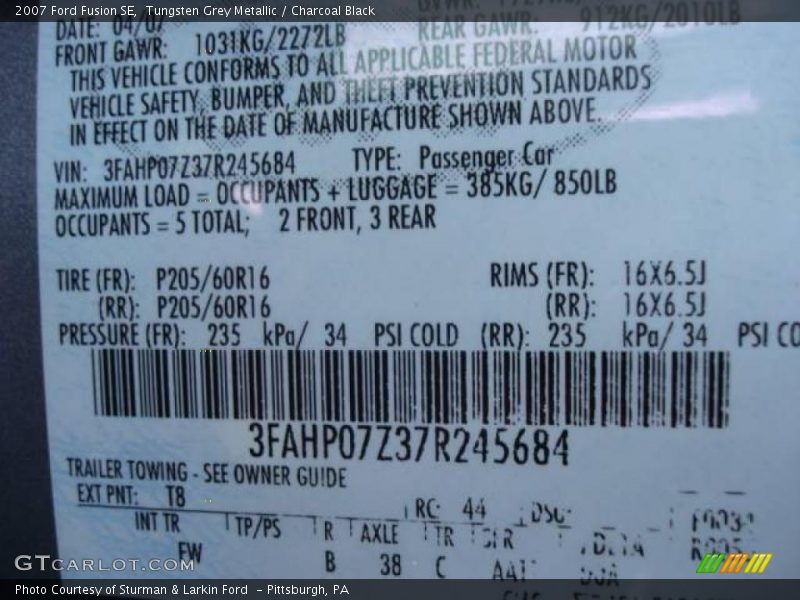 2007 Ford Fusion SE, Tungsten Grey Metallic / Charcoal Black
DATE: 04/07 REAR GAWR: 912KG/2010LB
FRONT GAWR: 1031KG/2272LB
THIS VEHICLE CONFORMS TO ALL APPLICABLE FEDERAL MOTOR
VEHICLE SAFETY, BUMPER, AND THEFT PREVENTION STANDARDS
IN EFFECT ON THE DATE OF MANUFACTURE SHOWN ABOVE.
VIN: 3FAHP07Z37R245684 TYPE: Passenger Car
MAXIMUM LOAD = OCCUPANTS + LUGGAGE = 385KG/ 850LB
OCCUPANTS = 5 TOTAL; 2 FRONT, 3 REAR
TIRE (FR): P205/60R16 RIMS (FR): 16X6.5J
(RR): P205/60R16 (RR): 16X6.5J
PRESSURE (FR): 235 kPa/ 34 PSI COLD (RR): 235 kPa/ 34 PSI CO
3FAHP07Z37R245684
TRAILER TOWING - SEE OWNER GUIDE
EXT PNT: T8 RC: 44 DSO:
INT TR TP/PS R AXLE TR
FW B 38 C
GTCARLOT.COM
Photo Courtesy of Sturman & Larkin Ford - Pittsburgh, PA